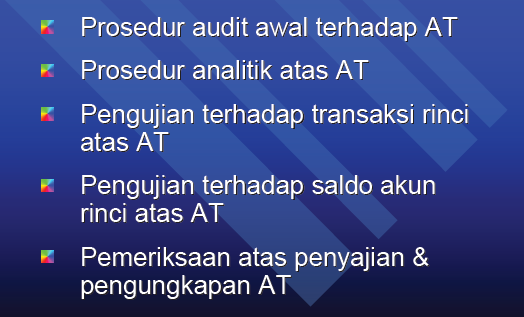 Prosedur audit awal terhadap AT
Prosedur analitik atas AT
Pengujian terhadap transaksi rinci
atas AT
Pengujian terhadap saldo akun
rinci atas AT
Pemeriksaan atas penyajian &
pengungkapan AT